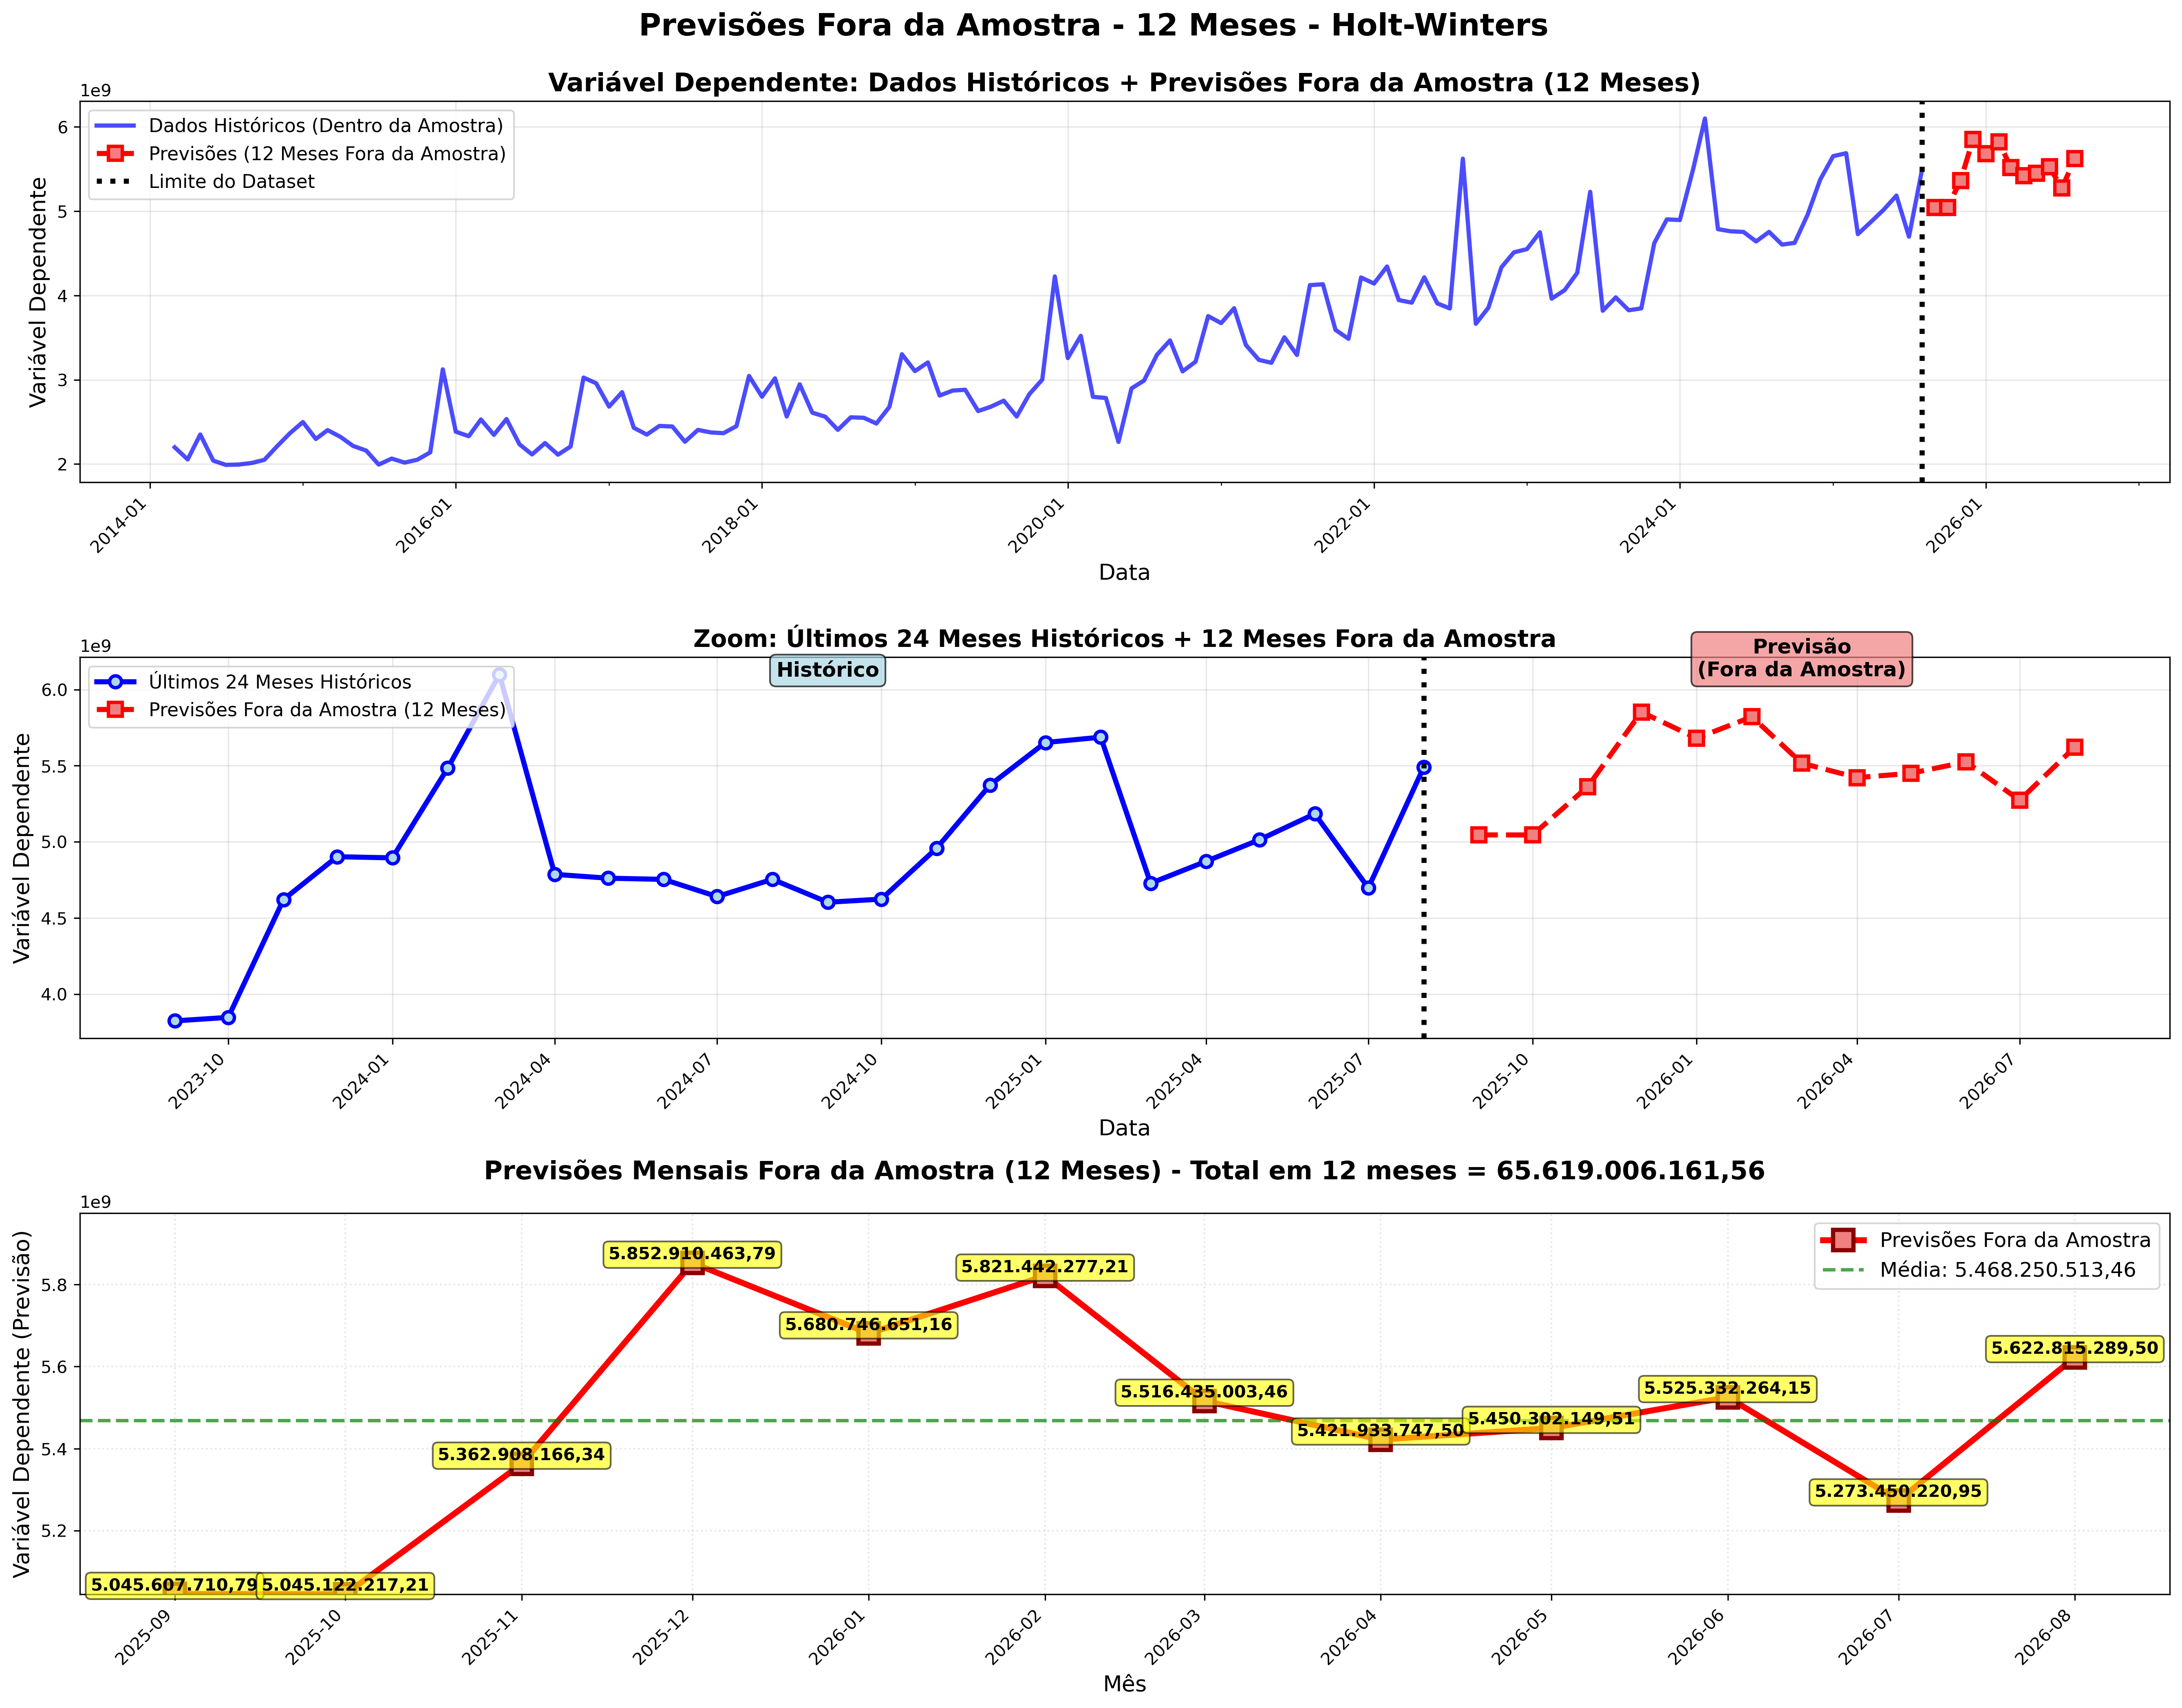 Previsões Fora da Amostra - 12 Meses - Holt-Winters
Variável Dependente: Dados Históricos + Previsões Fora da Amostra (12 Meses)
1e9
Dados Históricos (Dentro da Amostra)
Previsões (12 Meses Fora da Amostra)
Limite do Dataset
Variável Dependente
6
5
4
3
2
2014-01
2016-01
2018-01
2020-01
2022-01
2024-01
2026-01
Data
Zoom: Últimos 24 Meses Históricos + 12 Meses Fora da Amostra
1e9
Histórico
Previsão
(Fora da Amostra)
Últimos 24 Meses Históricos
Previsões Fora da Amostra (12 Meses)
Variável Dependente
6.0
5.5
5.0
4.5
4.0
2023-10
2024-01
2024-04
2024-07
2024-10
2025-01
2025-04
2025-07
2025-10
2026-01
2026-04
2026-07
Data
Previsões Mensais Fora da Amostra (12 Meses) - Total em 12 meses = 65.619.006.161,56
1e9
Previsões Fora da Amostra
Média: 5.468.250.513,46
Variável Dependente (Previsão)
5.8
5.6
5.4
5.2
5.045.607.710,79
5.045.122.217,21
5.362.908.166,34
5.852.910.463,79
5.680.746.651,16
5.821.442.277,21
5.516.435.003,46
5.421.933.747,50
5.450.302.149,51
5.525.332.264,15
5.273.450.220,95
5.622.815.289,50
2025-09
2025-10
2025-11
2025-12
2026-01
2026-02
2026-03
2026-04
2026-05
2026-06
2026-07
2026-08
Mês